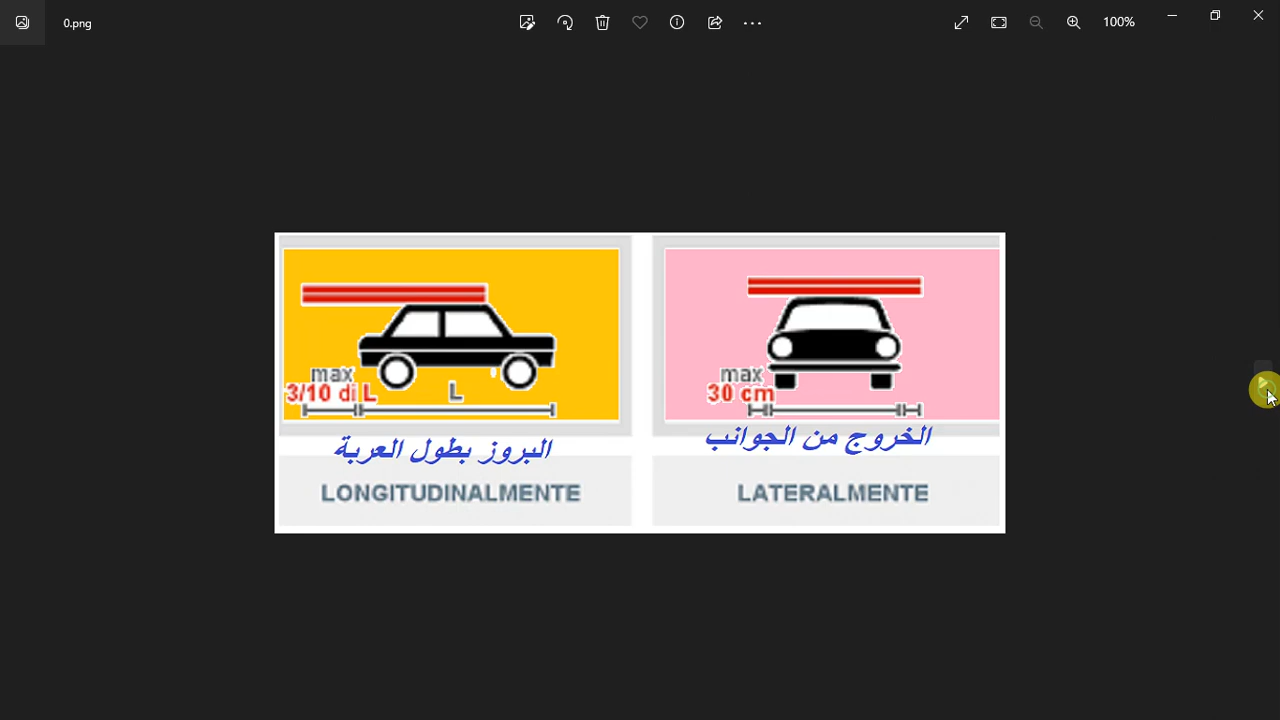 0.png
100%
max
3/10 di L
L
البروز بطول العربة
LONGITUDINALMENTE
max
30 cm
الخروج من الجوانب
LATERALMENTE